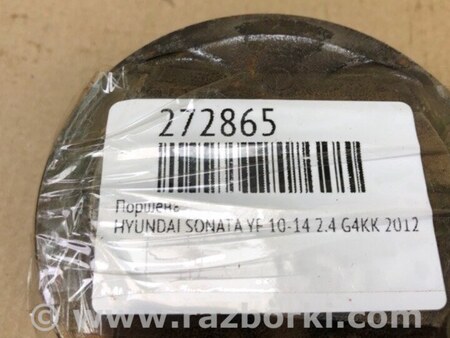 272865
Поршень
HYUNDAI SONATA YF 10-14 2.4 G4KK 2012
© www.razborki.com